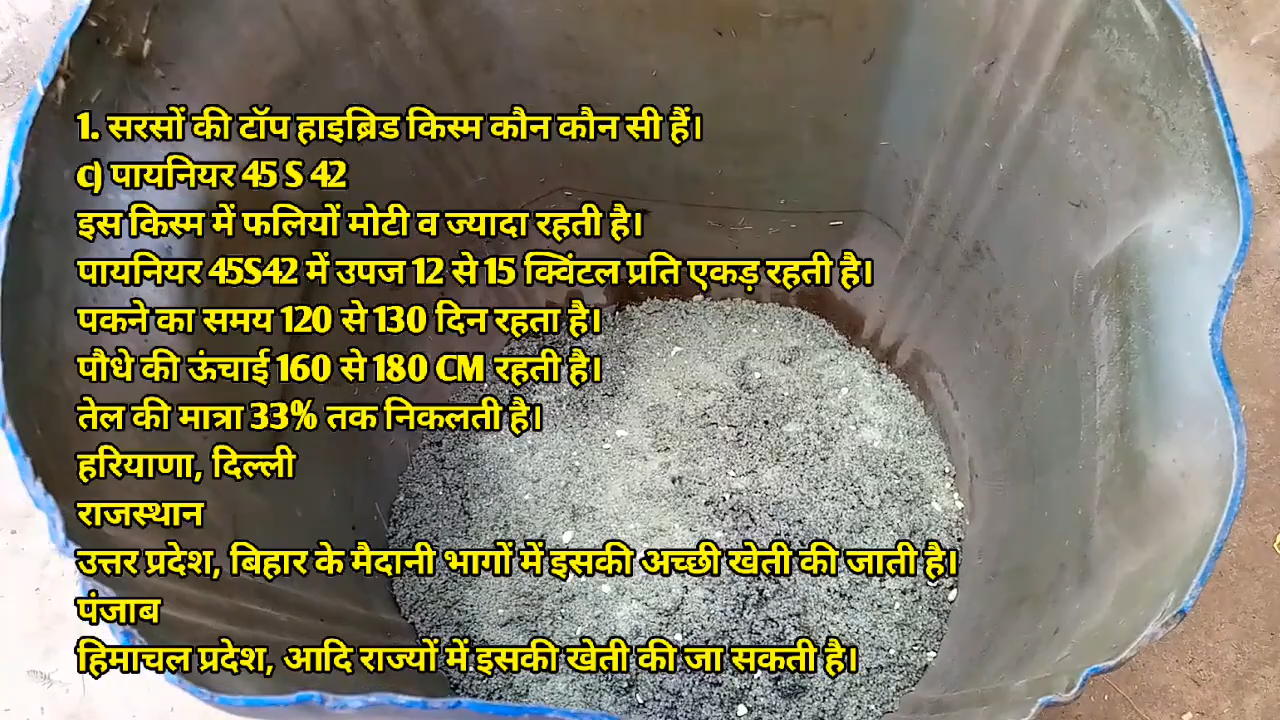 1. सरसों की टॉप हाइब्रिड किस्म कौन कौन सी हैं।
c) पायनियर 45 S 42
इस किस्म में फलियों मोटी व ज्यादा रहती है।
पायनियर 45S42 में उपज 12 से 15 क्विंटल प्रति एकड़ रहती है।
पकने का समय 120 से 130 दिन रहता है।
पौधे की ऊंचाई 160 से 180 CM रहती है।
तेल की मात्रा 33% तक निकलती है।
हरियाणा, दिल्ली
राजस्थान
उत्तर प्रदेश, बिहार के मैदानी भागों में इसकी अच्छी खेती की जाती है।
पंजाब
हिमाचल प्रदेश, आदि राज्यों में इसकी खेती की जा सकती है।